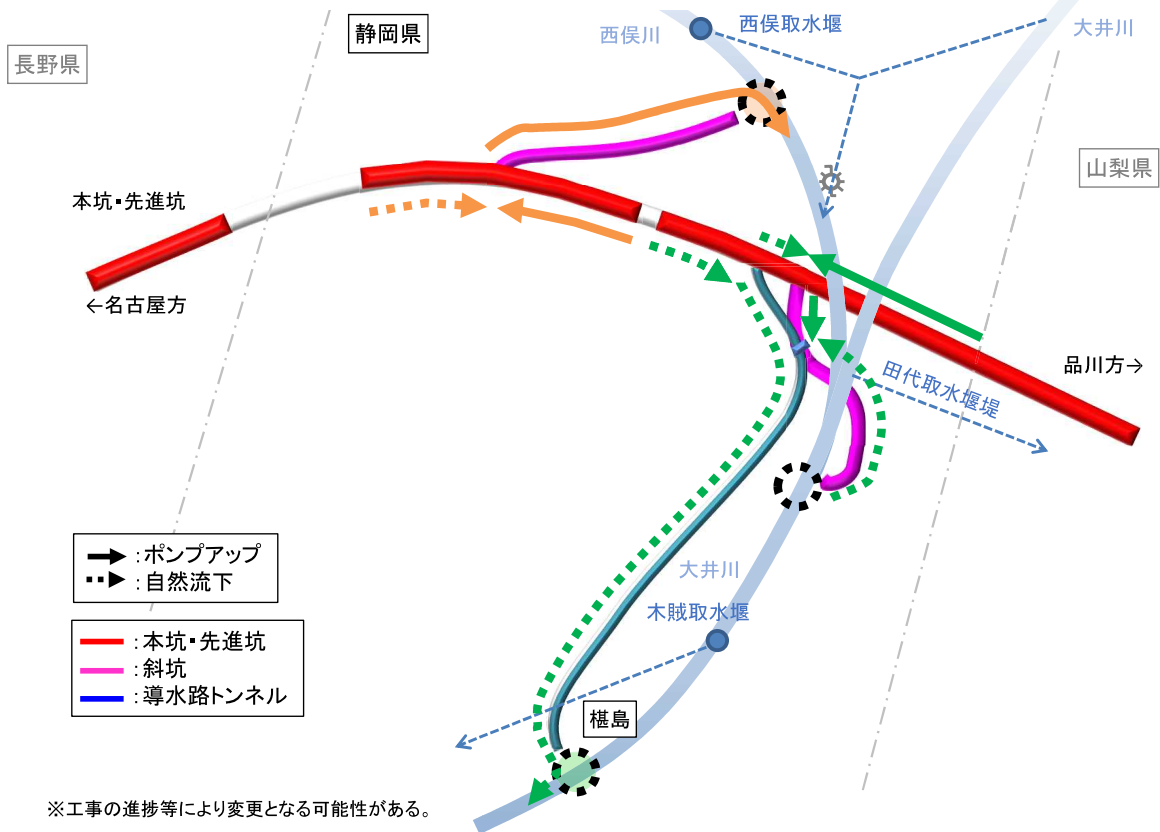 静岡県
西俣川
西俣取水堰
大井川
長野県
山梨県
本坑・先進坑
←名古屋方
品川方→
田代取水堰堤
:ポンプアップ
:自然流下
大井川
木賊取水堰
:本坑・先進坑
:斜坑
:導水路トンネル
椹島
※工事の進捗等により変更となる可能性がある。